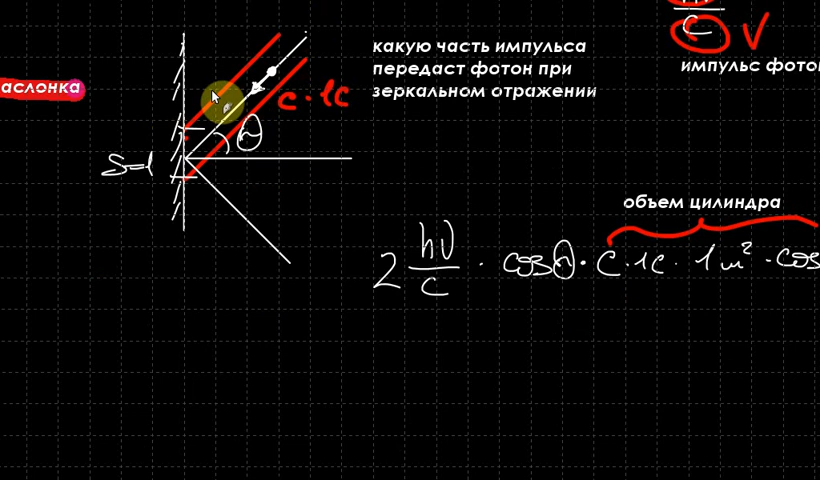 c V
импульс фото
какую часть импульса
передаст фотон при
зеркальном отражении
аслонка
c · 1c
θ
S=1
объем цилиндра
2 hν/c · cosθ · c · 1c · 1м² · cos